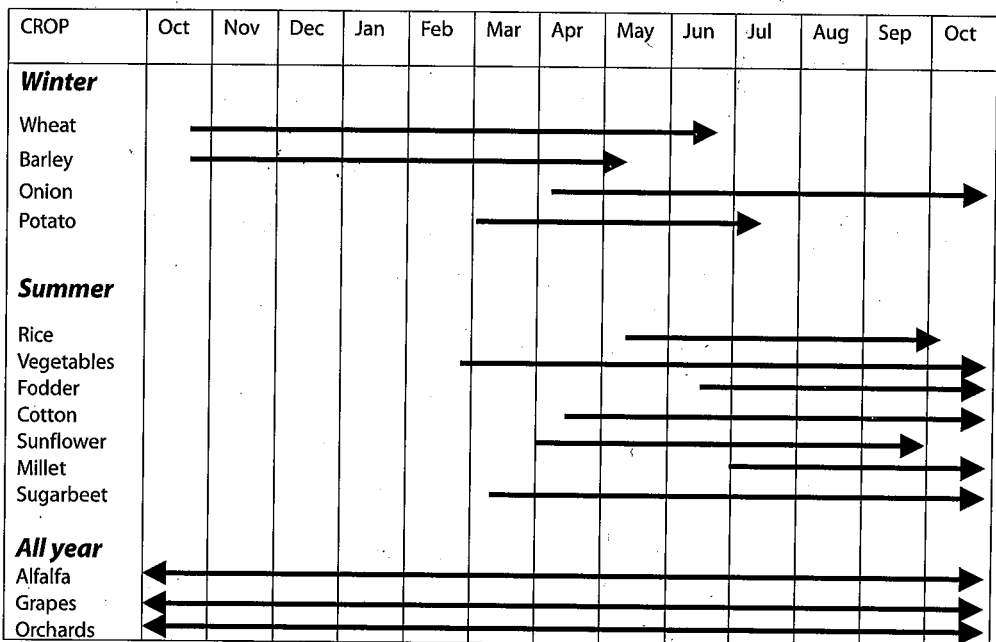 CROP Oct Nov Dec Jan Feb Mar Apr May Jun Jul Aug Sep Oct
Winter
Wheat
Barley
Onion
Potato
Summer
Rice
Vegetables
Fodder
Cotton
Sunflower
Millet
Sugarbeet
All year
Alfalfa
Grapes
Orchards